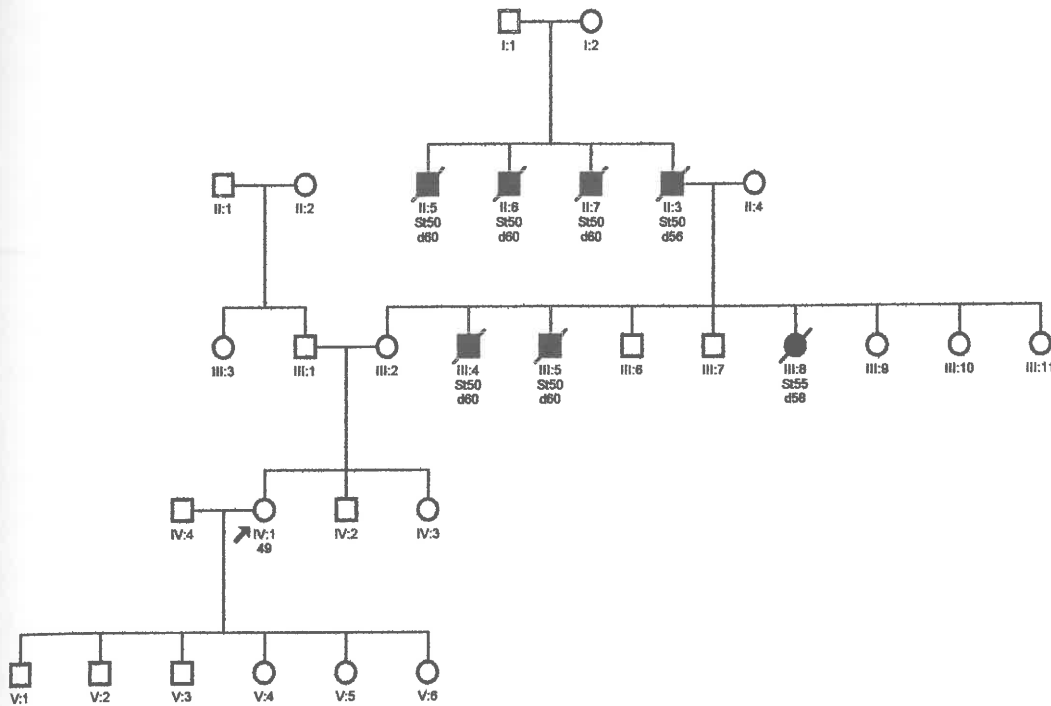 I:1 I:2
II:1 II:2 II:5 II:6 II:7 II:3 II:4
St50 St50 St50 St50
d60 d60 d60 d56
III:3 III:1 III:2 III:4 III:5 III:6 III:7 III:8 III:9 III:10 III:11
St50 St50 St55
d60 d60 d58
IV:4 IV:1 IV:2 IV:3
49
V:1 V:2 V:3 V:4 V:5 V:6